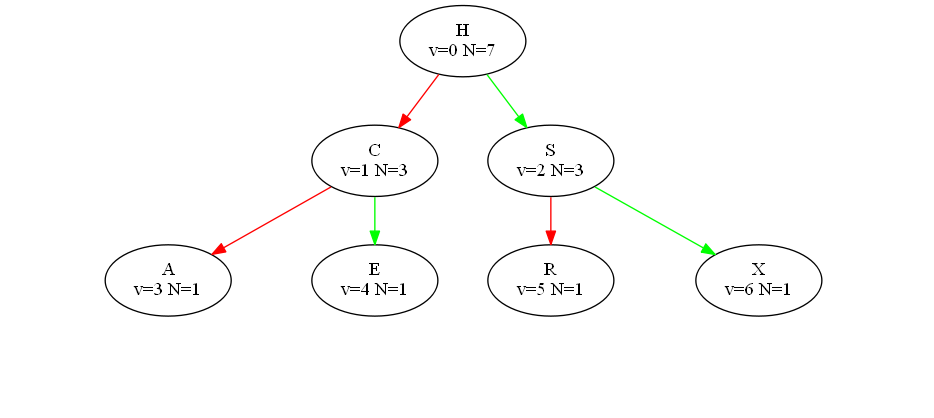 H
v=0 N=7
C
v=1 N=3
S
v=2 N=3
A
v=3 N=1
E
v=4 N=1
R
v=5 N=1
X
v=6 N=1